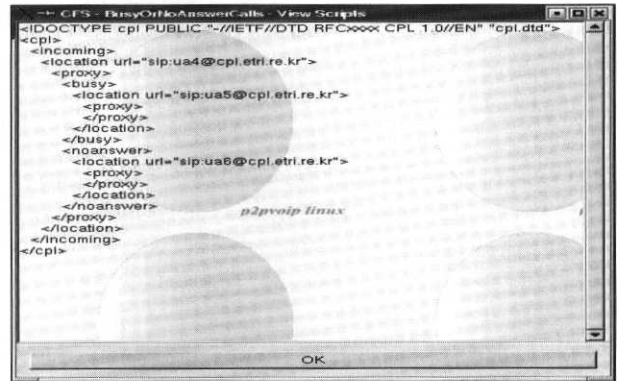 CFS - BusyOrNoAnswerCalls - View Scripts
<!DOCTYPE cpl PUBLIC "-//IETF//DTD RFCxxxx CPL 1.0//EN" "cpl.dtd">
<cpl>
<incoming>
<location url="sip:ua4@cpl.etri.re.kr">
<proxy>
<busy>
<location url="sip:ua5@cpl.etri.re.kr">
<proxy>
</proxy>
</location>
</busy>
<noanswer>
<location url="sip:ua6@cpl.etri.re.kr">
<proxy>
</proxy>
</location>
</noanswer>
p2pvoip linux
</proxy>
</location>
</incoming>
</cpl>
OK